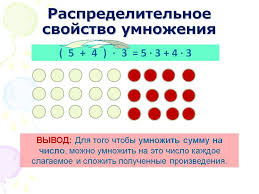 Распределительное
свойство умножения
( 5 + 4 ) · 3 = 5 · 3 + 4 · 3
ВЫВОД: Для того чтобы умножить сумму на
число, можно умножить на это число каждое
слагаемое и сложить полученные произведения.